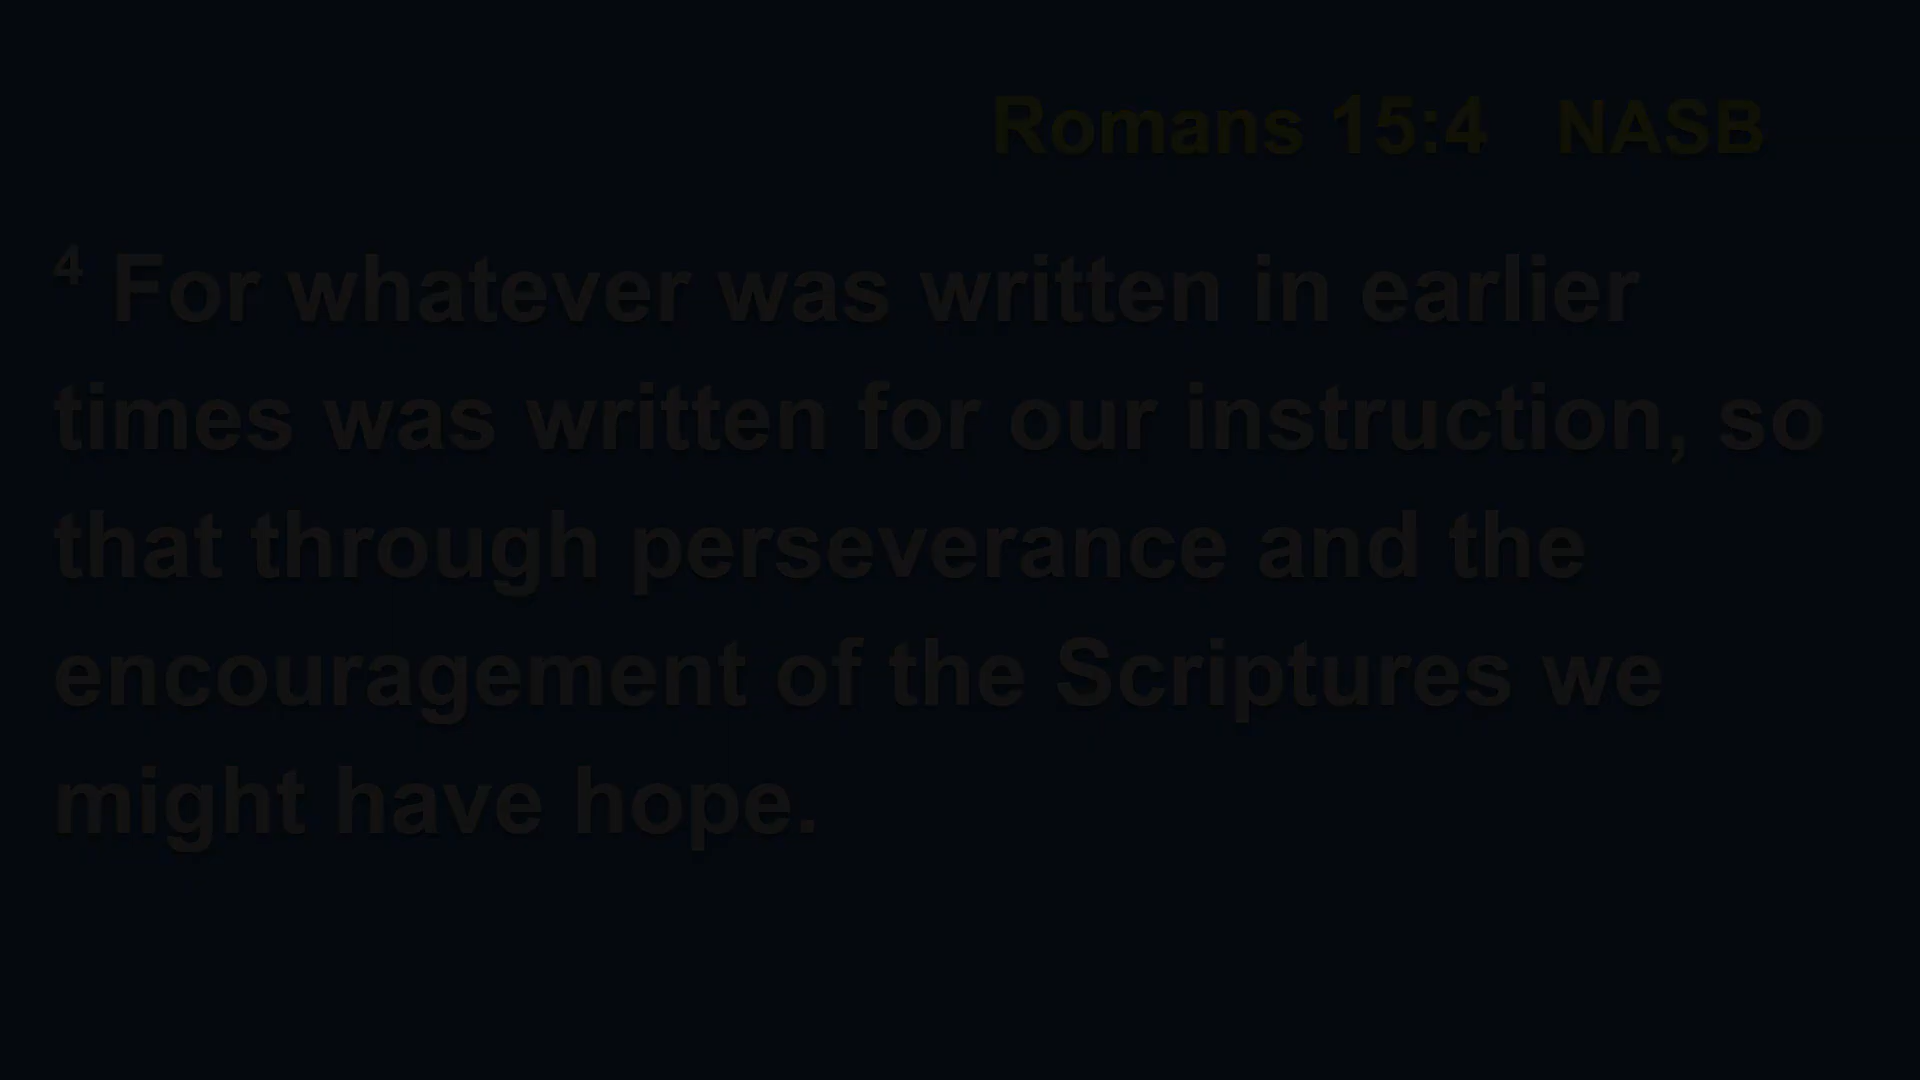 Romans 15:4 NASB
4 For whatever was written in earlier
times was written for our instruction, so
that through perseverance and the
encouragement of the Scriptures we
might have hope.